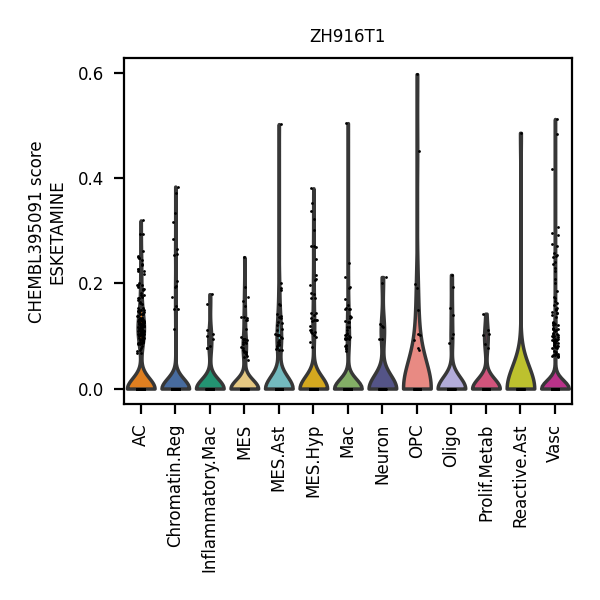 ZH916T1
CHEMBL395091 score
ESKETAMINE
0.6
0.4
0.2
0.0
AC
Chromatin.Reg
Inflammatory.Mac
MES
MES.Ast
MES.Hyp
Mac
Neuron
OPC
Oligo
Prolif.Metab
Reactive.Ast
Vasc